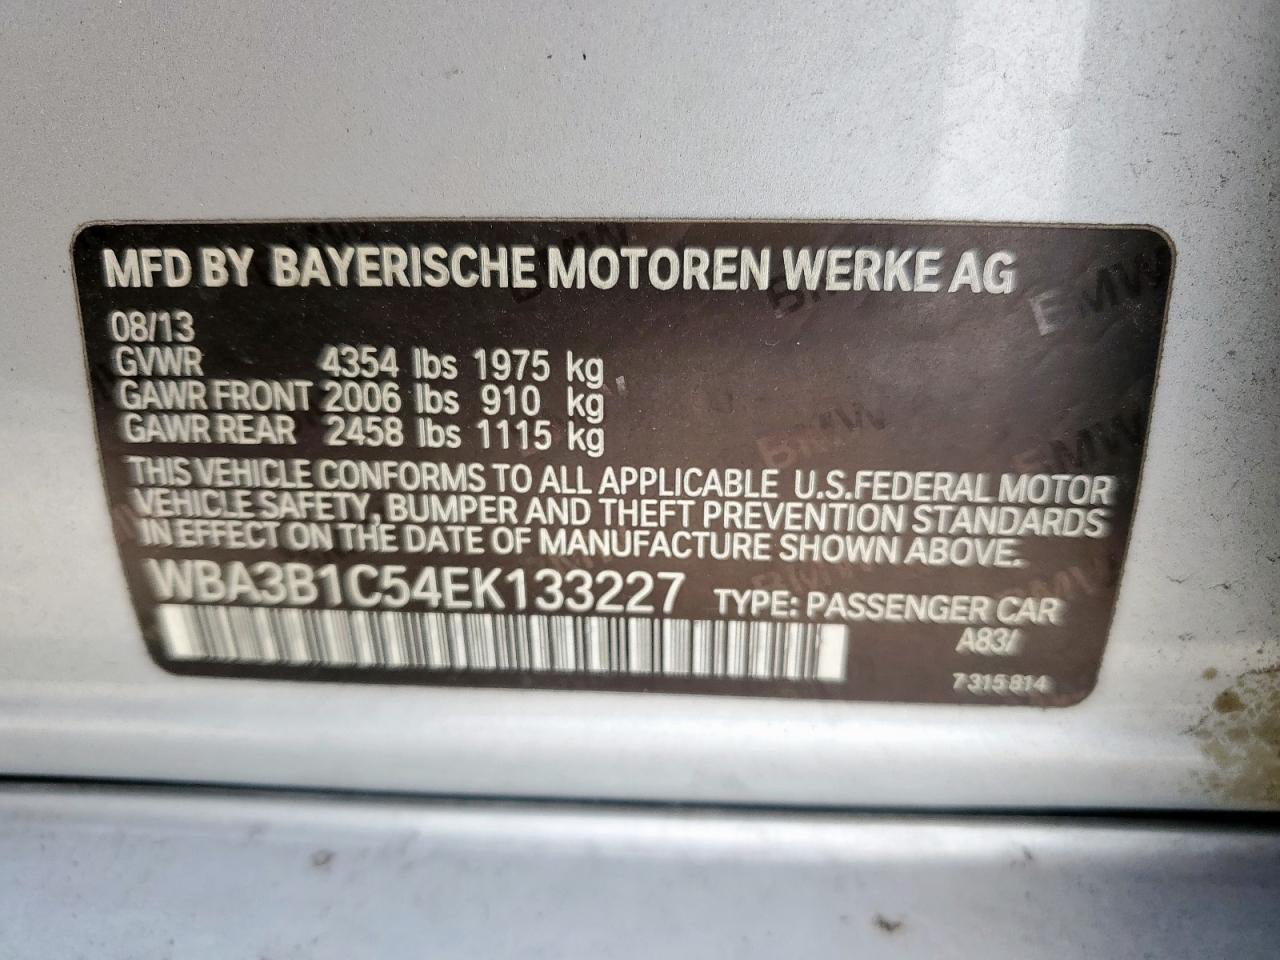 MFD BY BAYERISCHE MOTOREN WERKE AG
08/13
GVWR 4354 lbs 1975 kg
GAWR FRONT 2006 lbs 910 kg
GAWR REAR 2458 lbs 1115 kg
THIS VEHICLE CONFORMS TO ALL APPLICABLE U.S.FEDERAL MOTOR
VEHICLE SAFETY, BUMPER AND THEFT PREVENTION STANDARDS
IN EFFECT ON THE DATE OF MANUFACTURE SHOWN ABOVE.
WBA3B1C54EK133227 TYPE: PASSENGER CAR
A83/
7 315 814